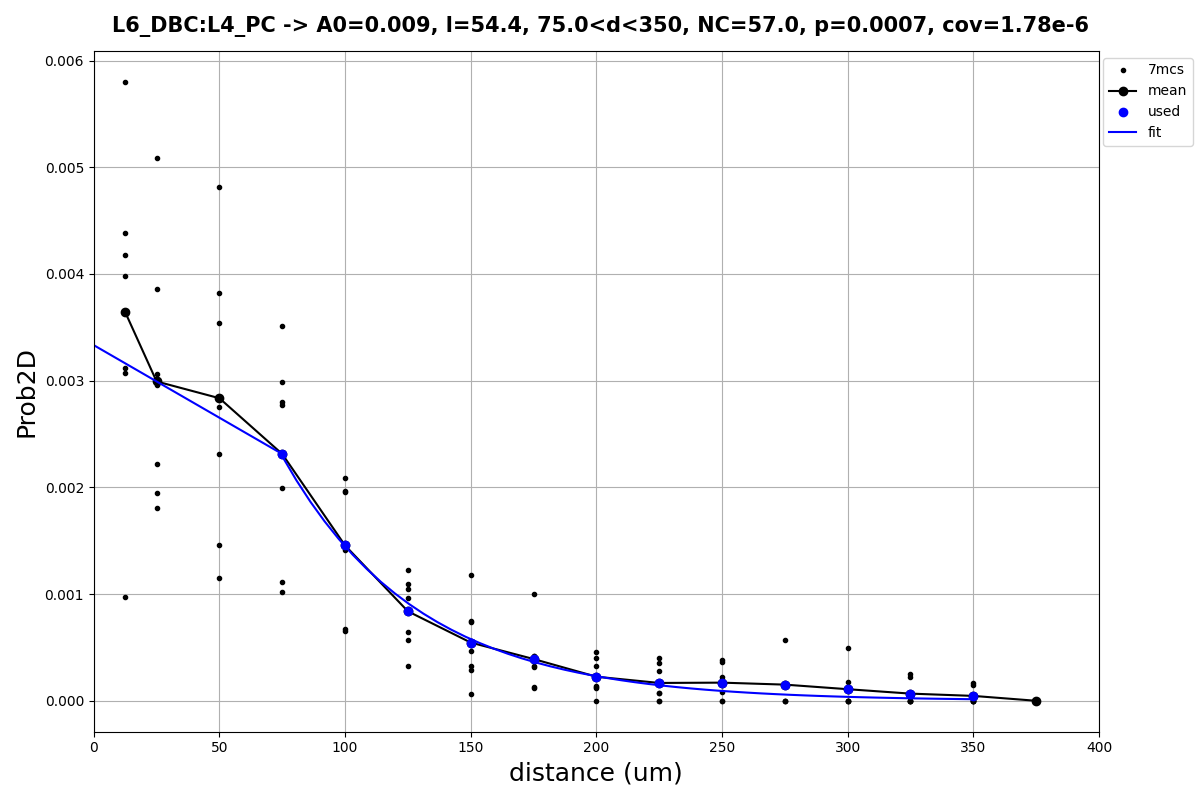 L6_DBC:L4_PC -> A0=0.009, l=54.4, 75.0<d<350, NC=57.0, p=0.0007, cov=1.78e-6
7mcs
mean
used
fit
Prob2D
0.006
0.005
0.004
0.003
0.002
0.001
0.000
0 50 100 150 200 250 300 350 400
distance (um)